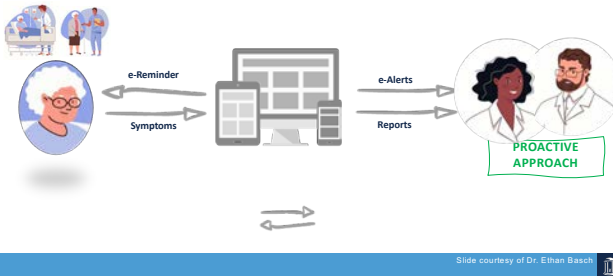 e-Reminder
Symptoms
e-Alerts
Reports
PROACTIVE
APPROACH
Slide courtesy of Dr. Ethan Basch